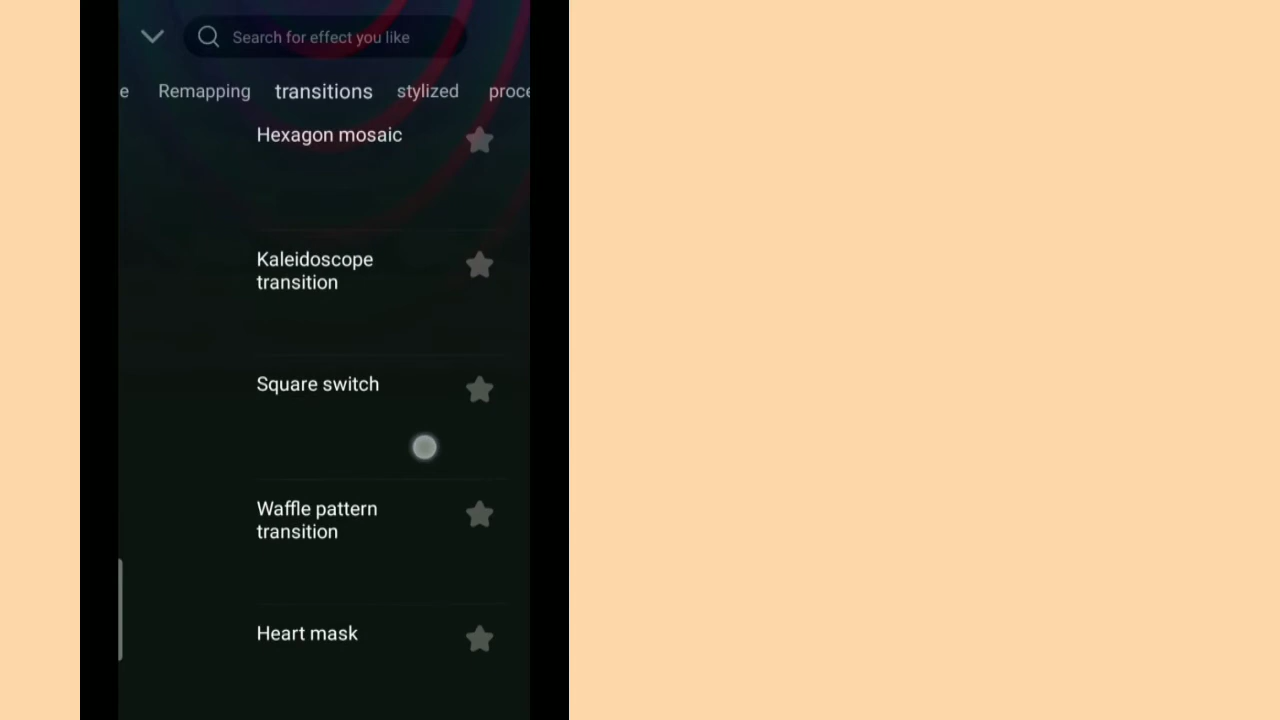 Search for effect you like
e Remapping transitions stylized proce
Hexagon mosaic
Kaleidoscope
transition
Square switch
Waffle pattern
transition
Heart mask